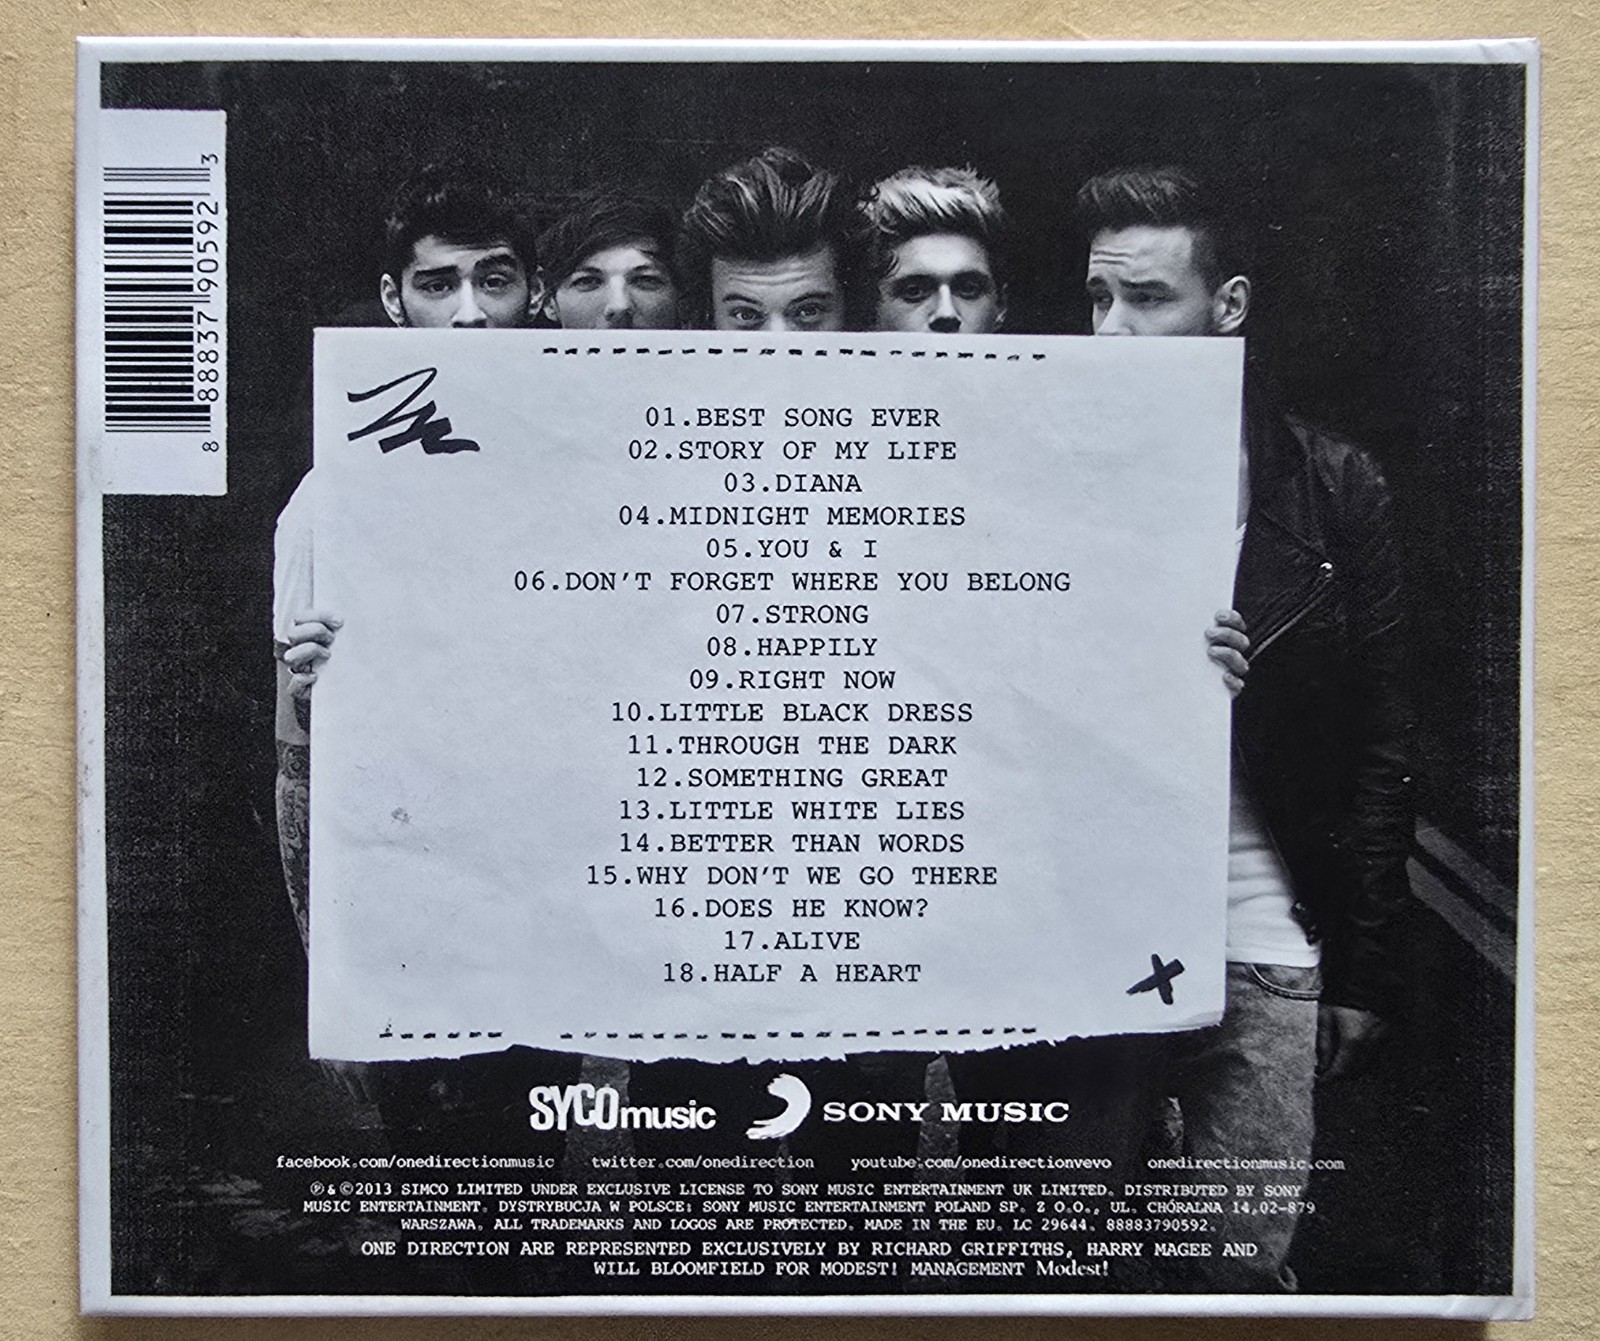 8 88837 90592 3
01.BEST SONG EVER
02.STORY OF MY LIFE
03.DIANA
04.MIDNIGHT MEMORIES
05.YOU & I
06.DON'T FORGET WHERE YOU BELONG
07.STRONG
08.HAPPILY
09.RIGHT NOW
10.LITTLE BLACK DRESS
11.THROUGH THE DARK
12.SOMETHING GREAT
13.LITTLE WHITE LIES
14.BETTER THAN WORDS
15.WHY DON'T WE GO THERE
16.DOES HE KNOW?
17.ALIVE
18.HALF A HEART
SYCOmusic SONY MUSIC
facebook.com/onedirectionmusic twitter.com/onedirection youtube.com/onedirectionvevo onedirectionmusic.com
℗&©2013 SIMCO LIMITED UNDER EXCLUSIVE LICENSE TO SONY MUSIC ENTERTAINMENT UK LIMITED. DISTRIBUTED BY SONY
MUSIC ENTERTAINMENT. DYSTRYBUCJA W POLSCE: SONY MUSIC ENTERTAINMENT POLAND SP. Z O.O., UL. CHÓRALNA 14,02-879
WARSZAWA. ALL TRADEMARKS AND LOGOS ARE PROTECTED. MADE IN THE EU. LC 29644. 88883790592.
ONE DIRECTION ARE REPRESENTED EXCLUSIVELY BY RICHARD GRIFFITHS, HARRY MAGEE AND
WILL BLOOMFIELD FOR MODEST! MANAGEMENT Modest!